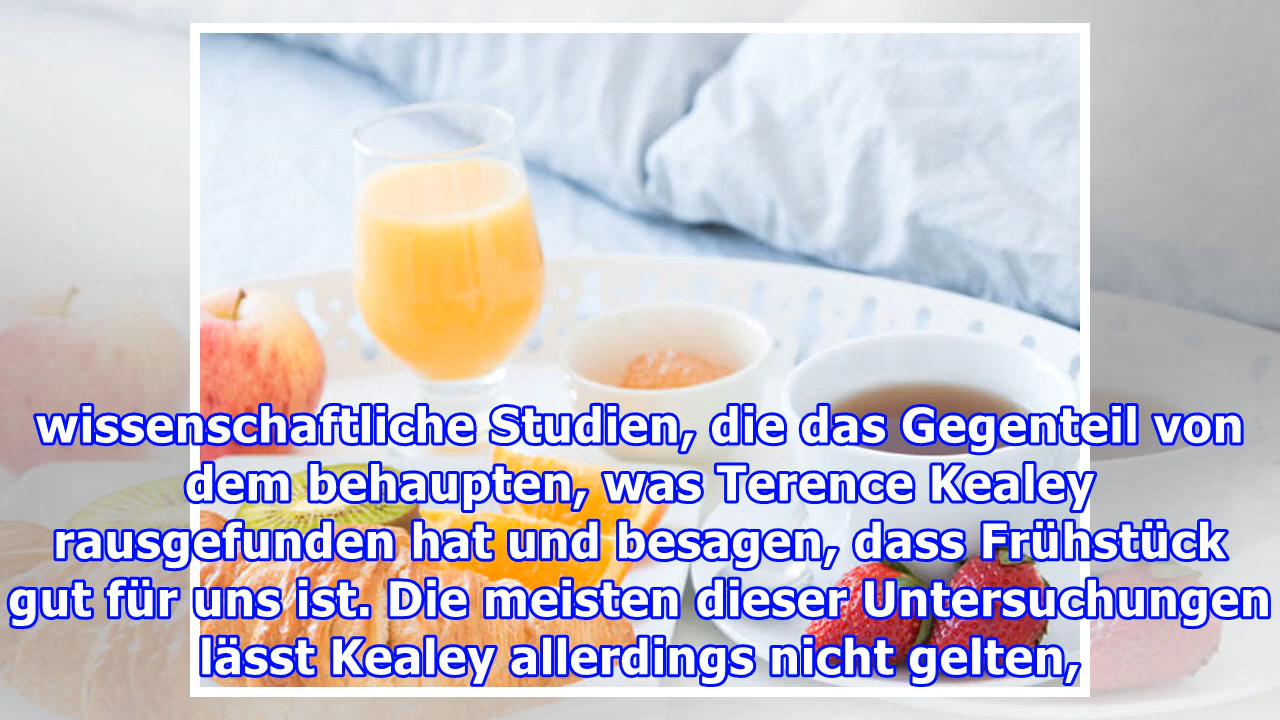 wissenschaftliche Studien, die das Gegenteil von
dem behaupten, was Terence Kealey
rausgefunden hat und besagen, dass Frühstück
gut für uns ist. Die meisten dieser Untersuchungen
lässt Kealey allerdings nicht gelten,